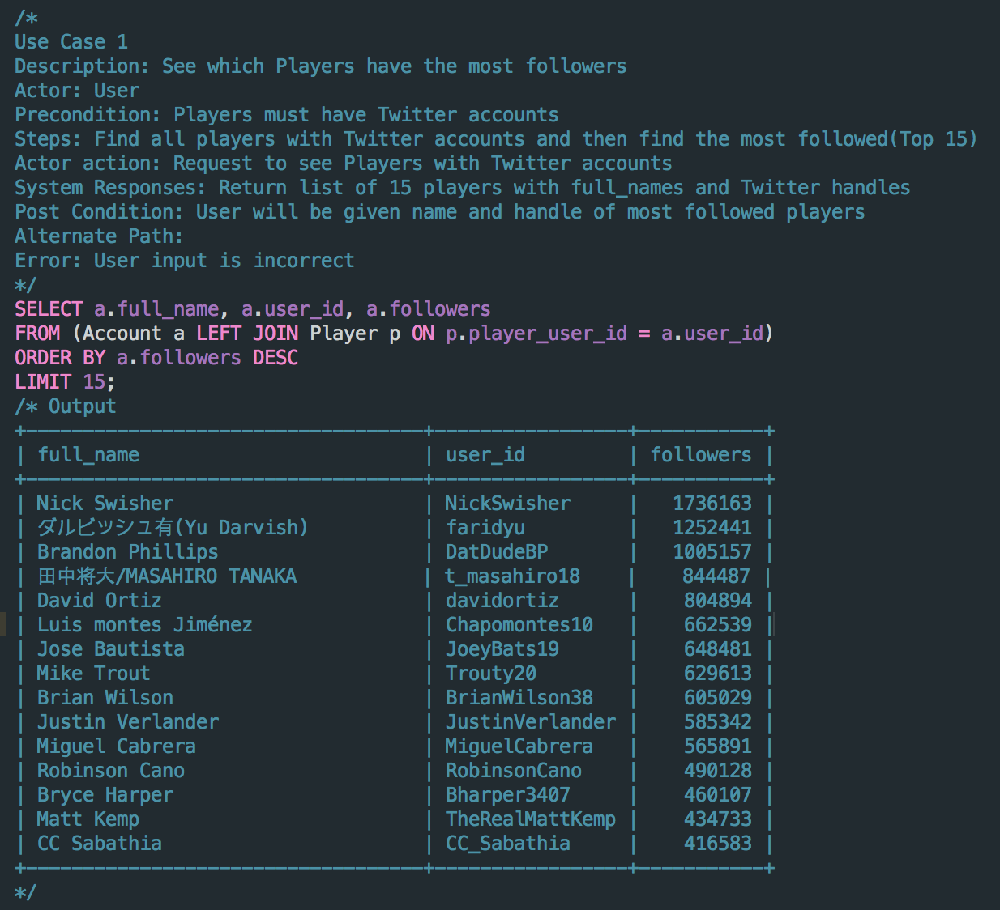 /*
Use Case 1
Description: See which Players have the most followers
Actor: User
Precondition: Players must have Twitter accounts
Steps: Find all players with Twitter accounts and then find the most followed(Top 15)
Actor action: Request to see Players with Twitter accounts
System Responses: Return list of 15 players with full_names and Twitter handles
Post Condition: User will be given name and handle of most followed players
Alternate Path:
Error: User input is incorrect
*/
SELECT a.full_name, a.user_id, a.followers
FROM (Account a LEFT JOIN Player p ON p.player_user_id = a.user_id)
ORDER BY a.followers DESC
LIMIT 15;
/* Output
+-----------------------------------+-----------------+-----------+
| full_name                         | user_id         | followers |
+-----------------------------------+-----------------+-----------+
| Nick Swisher                      | NickSwisher     |   1736163 |
| ダルビッシュ有(Yu Darvish)            | faridyu         |   1252441 |
| Brandon Phillips                  | DatDudeBP       |   1005157 |
| 田中将大/MASAHIRO TANAKA            | t_masahiro18    |    844487 |
| David Ortiz                       | davidortiz      |    804894 |
| Luis montes Jiménez               | Chapomontes10   |    662539 |
| Jose Bautista                     | JoeyBats19      |    648481 |
| Mike Trout                        | Trouty20        |    629613 |
| Brian Wilson                      | BrianWilson38   |    605029 |
| Justin Verlander                  | JustinVerlander |    585342 |
| Miguel Cabrera                    | MiguelCabrera   |    565891 |
| Robinson Cano                     | RobinsonCano    |    490128 |
| Bryce Harper                      | Bharper3407     |    460107 |
| Matt Kemp                         | TheRealMattKemp |    434733 |
| CC Sabathia                       | CC_Sabathia     |    416583 |
+-----------------------------------+-----------------+-----------+
*/